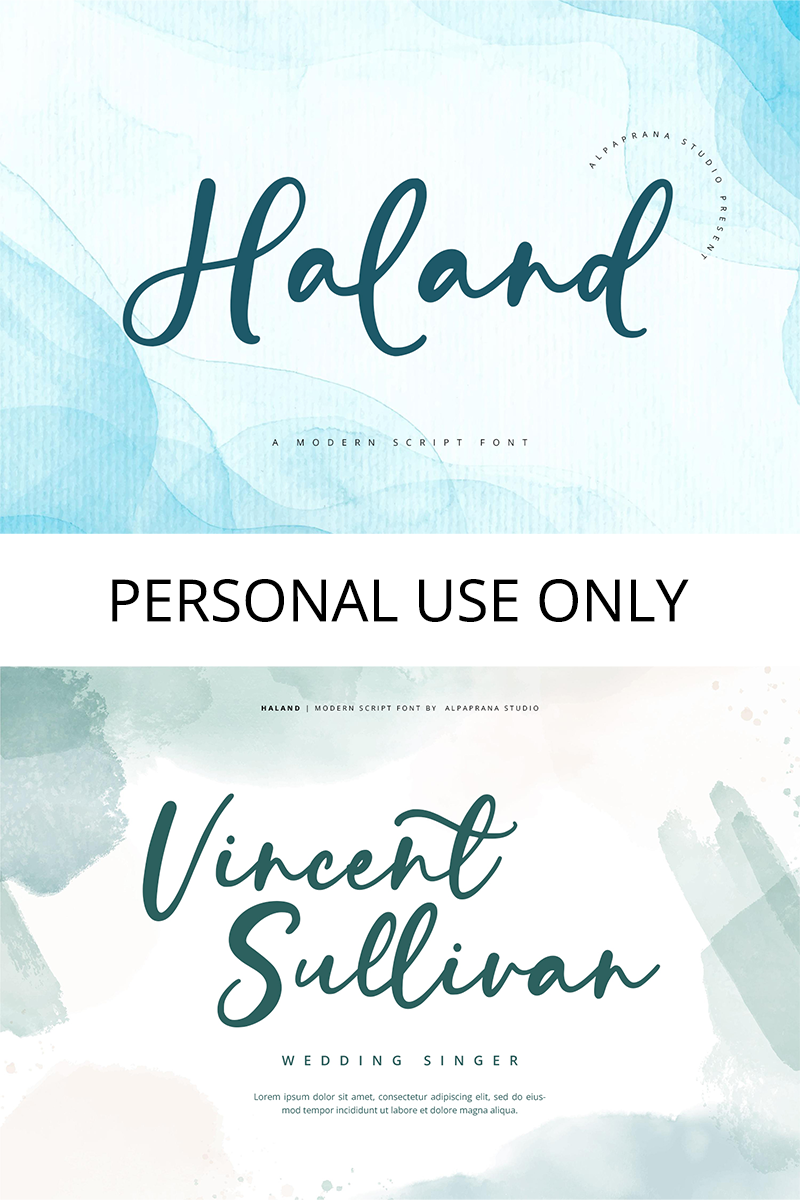 ALPAPRANA STUDIO PRESENT
Haland
A MODERN SCRIPT FONT
PERSONAL USE ONLY
HALAND | MODERN SCRIPT FONT BY ALPAPRANA STUDIO
Vincent
Sullivan
WEDDING SINGER
Lorem ipsum dolor sit amet, consectetur adipiscing elit, sed do eius-
mod tempor incididunt ut labore et dolore magna aliqua.